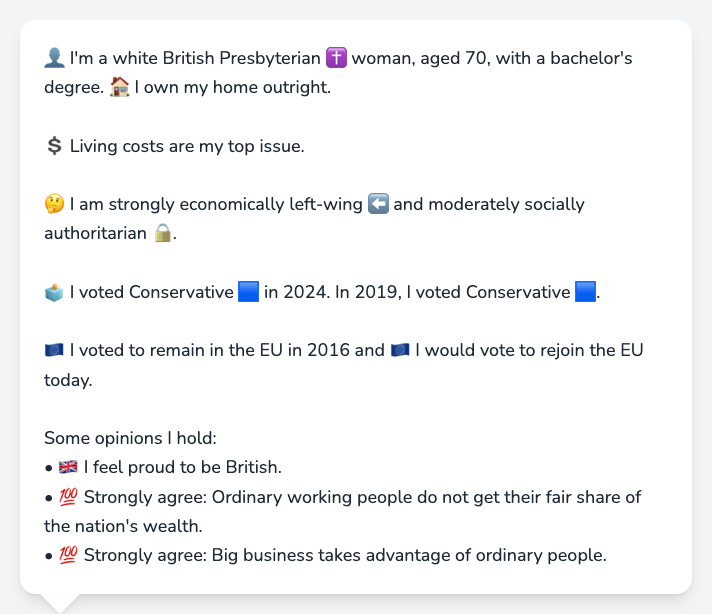 👤 I'm a white British Presbyterian ✝️ woman, aged 70, with a bachelor's
degree. 🏠 I own my home outright.
💲 Living costs are my top issue.
🤔 I am strongly economically left-wing ⬅️ and moderately socially
authoritarian 🔒.
🗳️ I voted Conservative 🟦 in 2024. In 2019, I voted Conservative 🟦.
🇪🇺 I voted to remain in the EU in 2016 and 🇪🇺 I would vote to rejoin the EU
today.
Some opinions I hold:
• 🇬🇧 I feel proud to be British.
• 💯 Strongly agree: Ordinary working people do not get their fair share of
the nation's wealth.
• 💯 Strongly agree: Big business takes advantage of ordinary people.